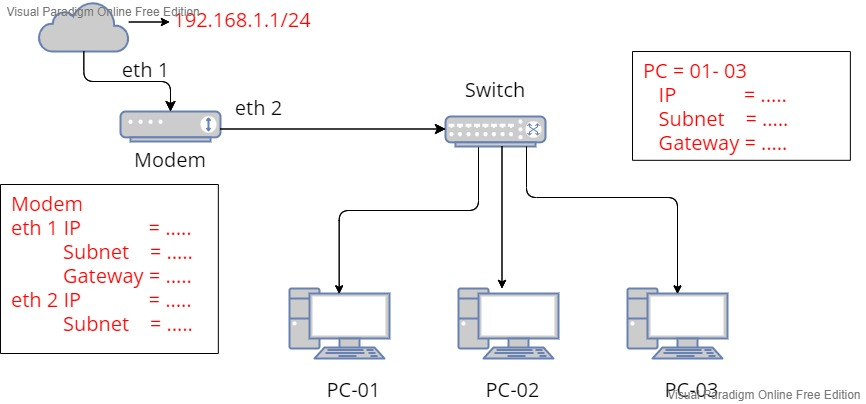 Visual Paradigm Online Free Edition
192.168.1.1/24
eth 1
eth 2
Switch
Modem
PC = 01- 03
IP = .....
Subnet = .....
Gateway = .....
Modem
eth 1 IP = .....
Subnet = .....
Gateway = .....
eth 2 IP = .....
Subnet = .....
PC-01
PC-02
PC-03
Visual Paradigm Online Free Edition